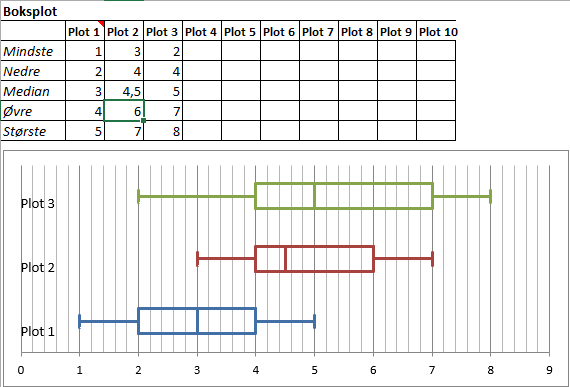 Boksplot
Plot 1 Plot 2 Plot 3 Plot 4 Plot 5 Plot 6 Plot 7 Plot 8 Plot 9 Plot 10
Mindste 1 3 2
Nedre 2 4 4
Median 3 4,5 5
Øvre 4 6 7
Største 5 7 8
Plot 3
Plot 2
Plot 1
0 1 2 3 4 5 6 7 8 9